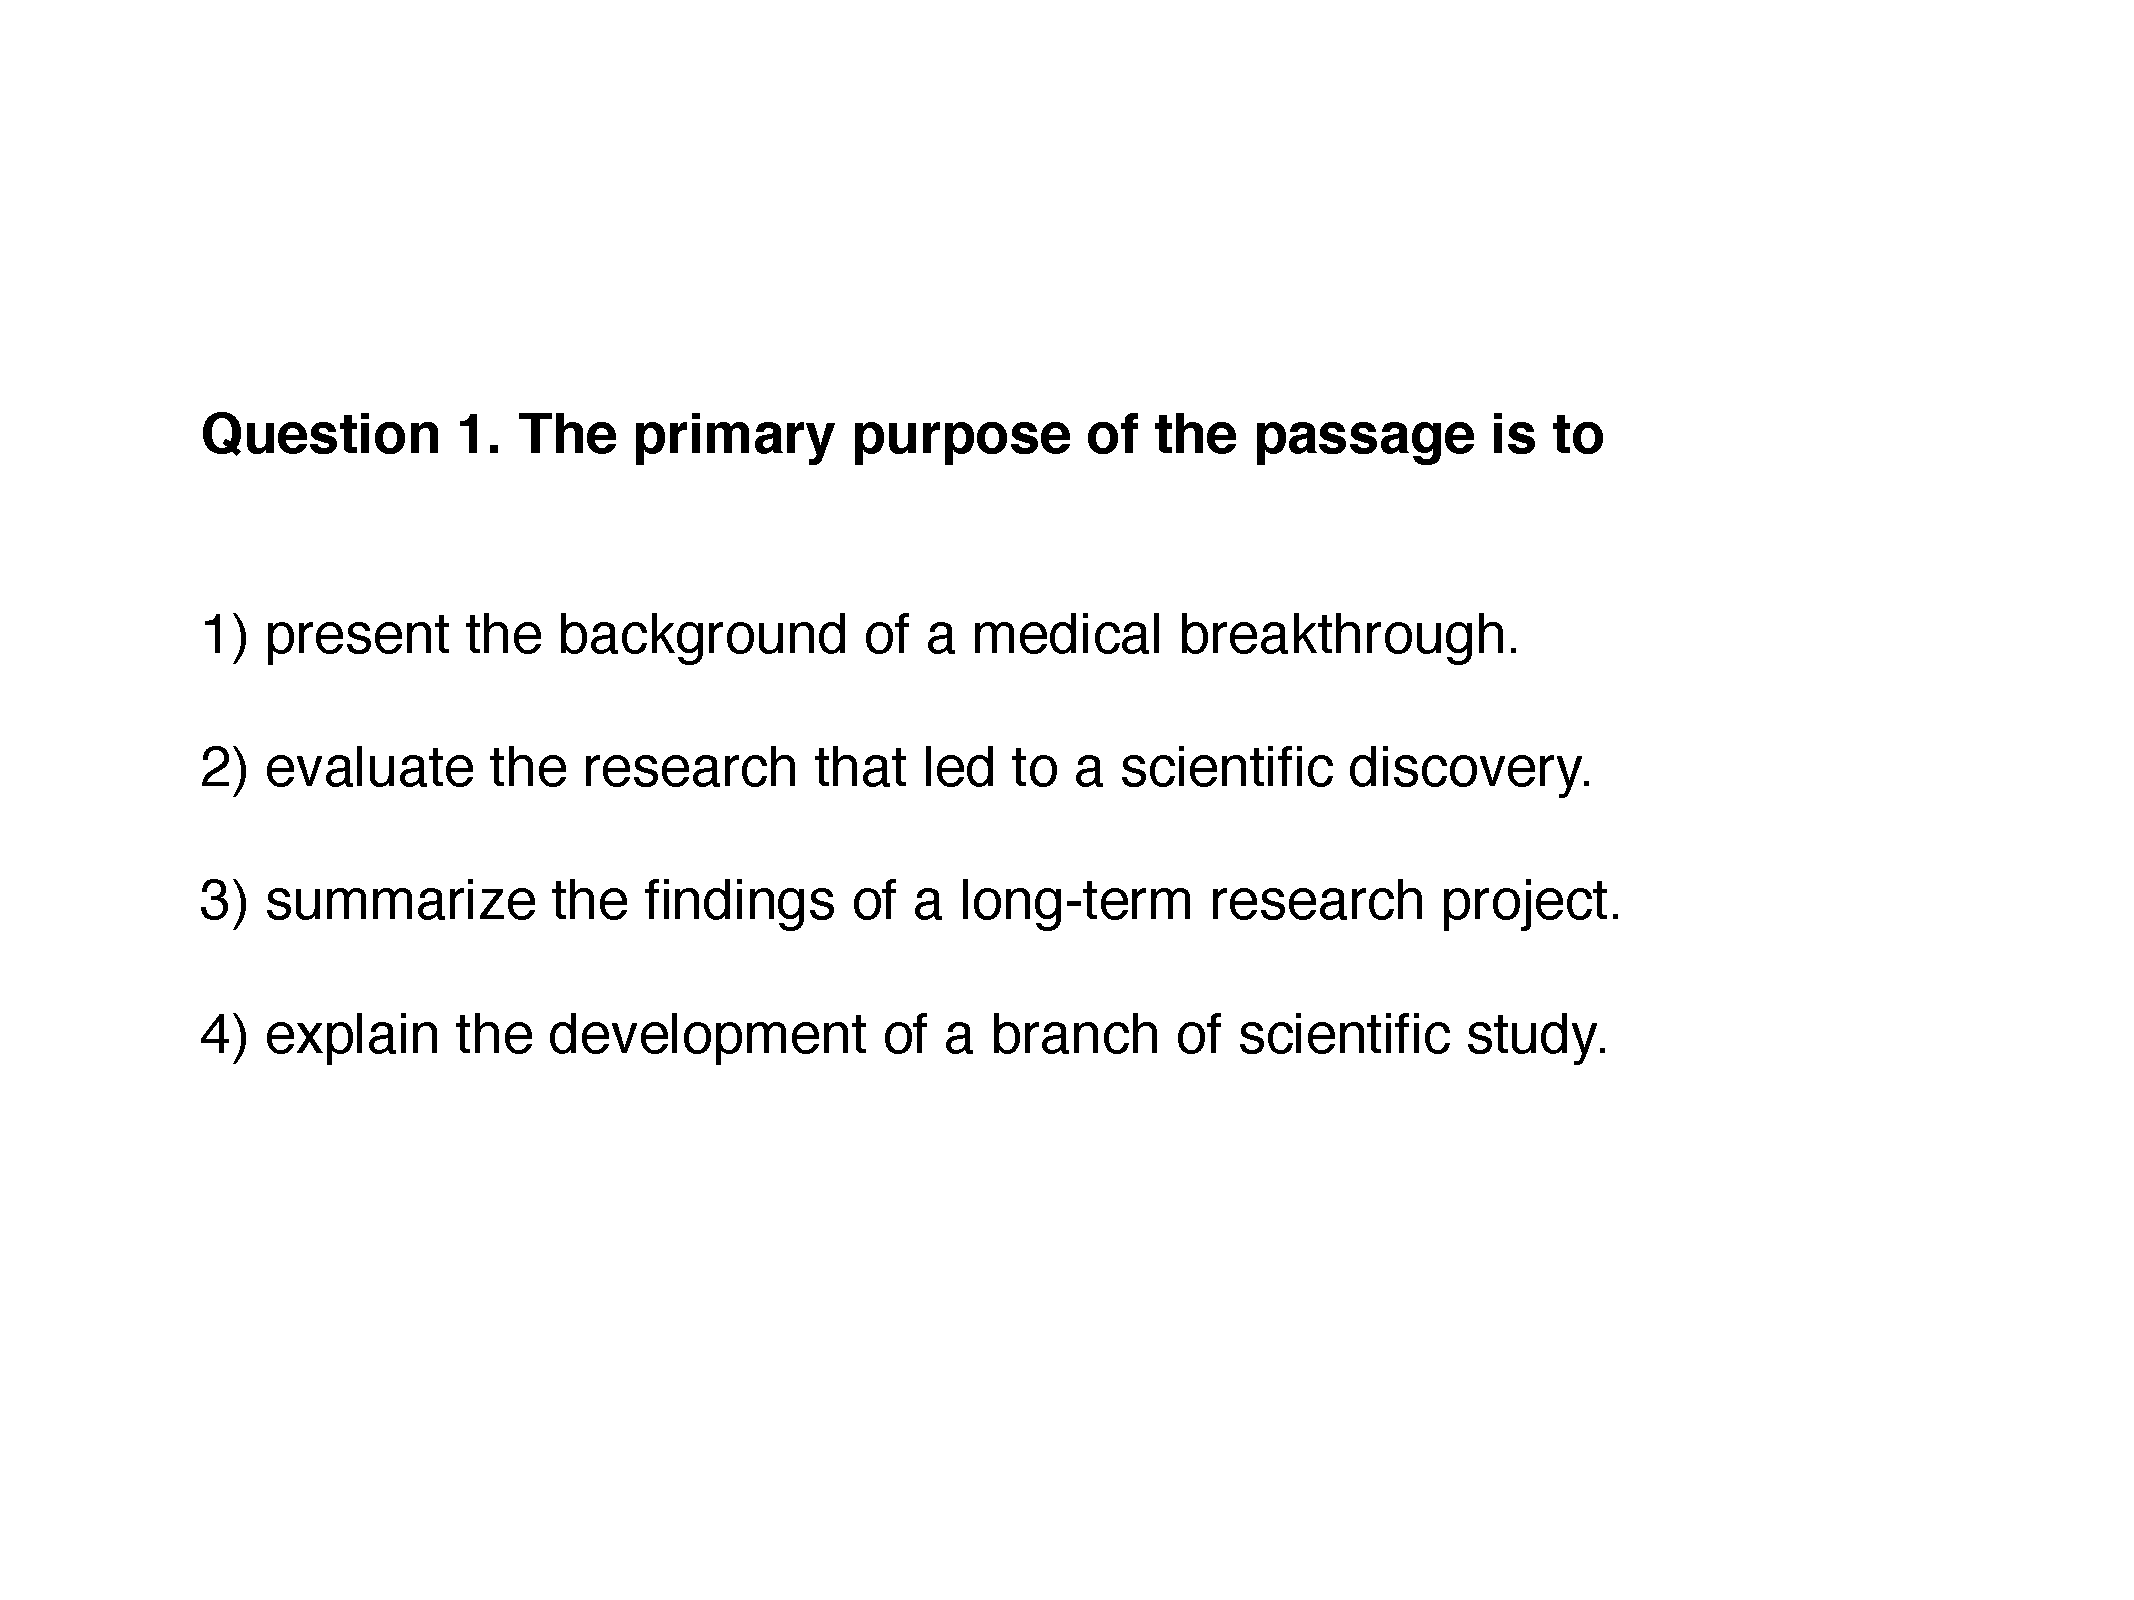 Question 1. The primary purpose of the passage is to
1) present the background of a medical breakthrough.
2) evaluate the research that led to a scientific discovery.
3) summarize the findings of a long-term research project.
4) explain the development of a branch of scientific study.